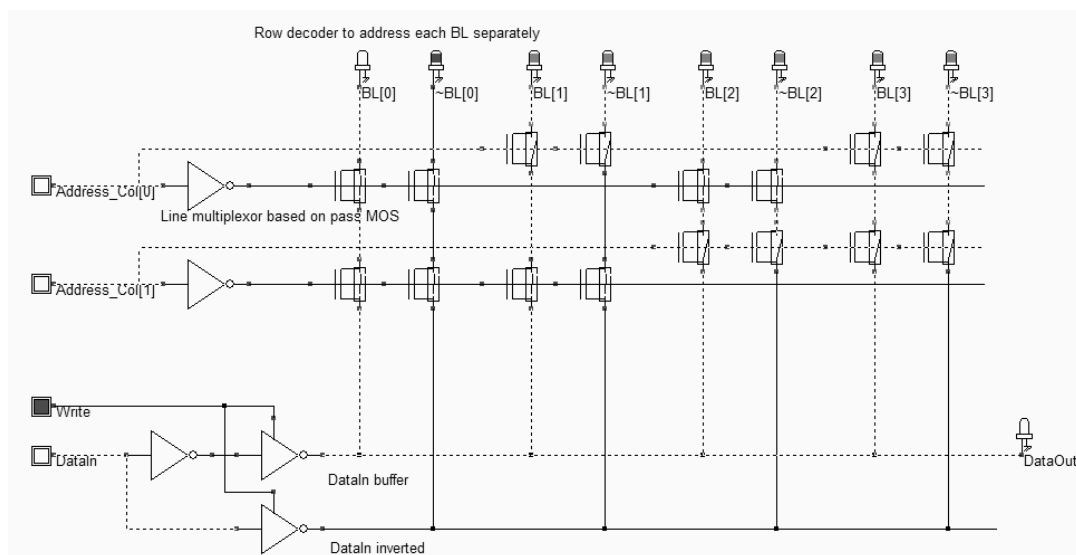 Row decoder to address each BL separately
BL[0] ~BL[0] BL[1] ~BL[1] BL[2] ~BL[2] BL[3] ~BL[3]
Address_Col[0]
Line multiplexor based on pass MOS
Address_Col[1]
Write
DataIn
DataIn buffer
DataOut
DataIn inverted